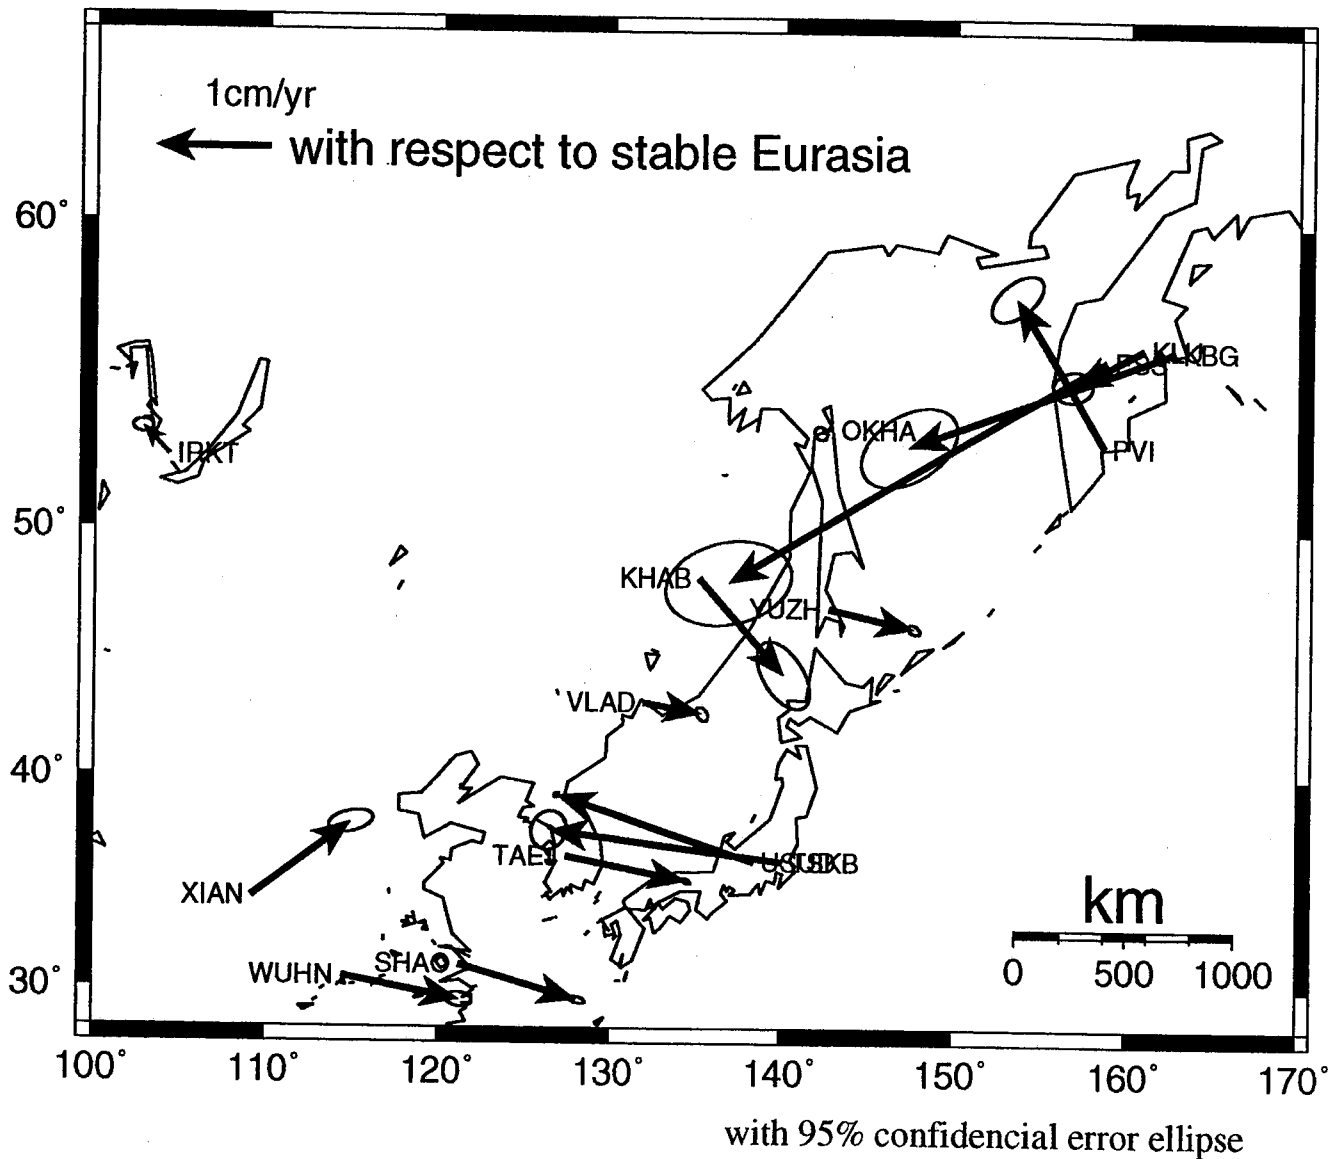 1cm/yr
with respect to stable Eurasia
60°
KLKBG
IRKT
OKHA
PVI
50°
KHAB
YUZH
VLAD
40°
TAEJ
XIAN
km
SHAO
WUHN
30°
0 500 1000
100° 110° 120° 130° 140° 150° 160° 170°
with 95% confidencial error ellipse